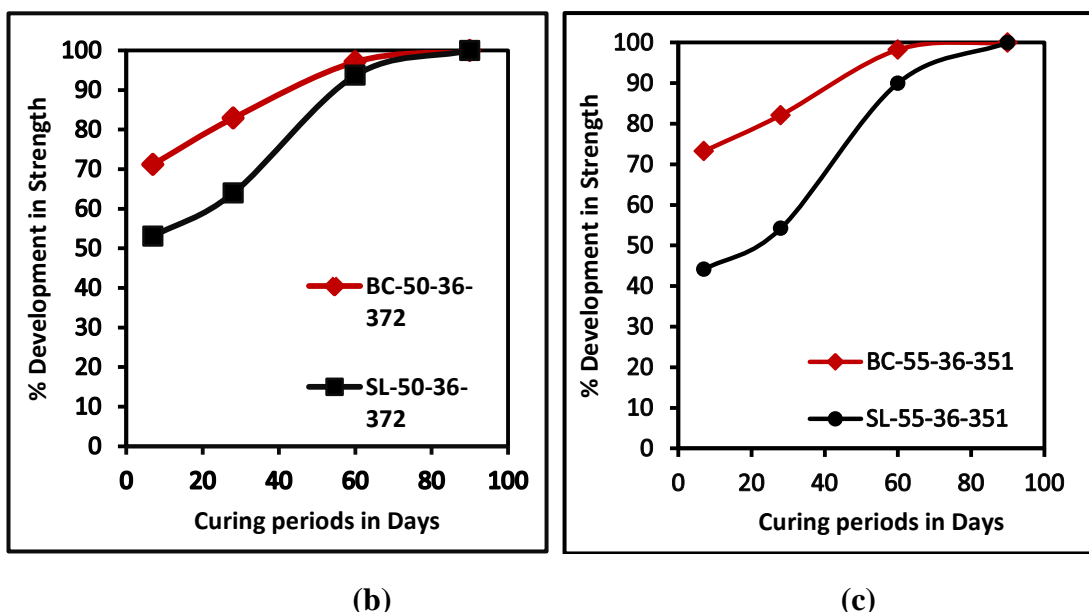 % Development in Strength
100
90
80
70
60
50
40
30
20
10
0
BC-50-36-
372
SL-50-36-
372
0 20 40 60 80 100
Curing periods in Days
(b)
% Development in Strength
100
90
80
70
60
50
40
30
20
10
0
BC-55-36-351
SL-55-36-351
0 20 40 60 80 100
Curing periods in Days
(c)